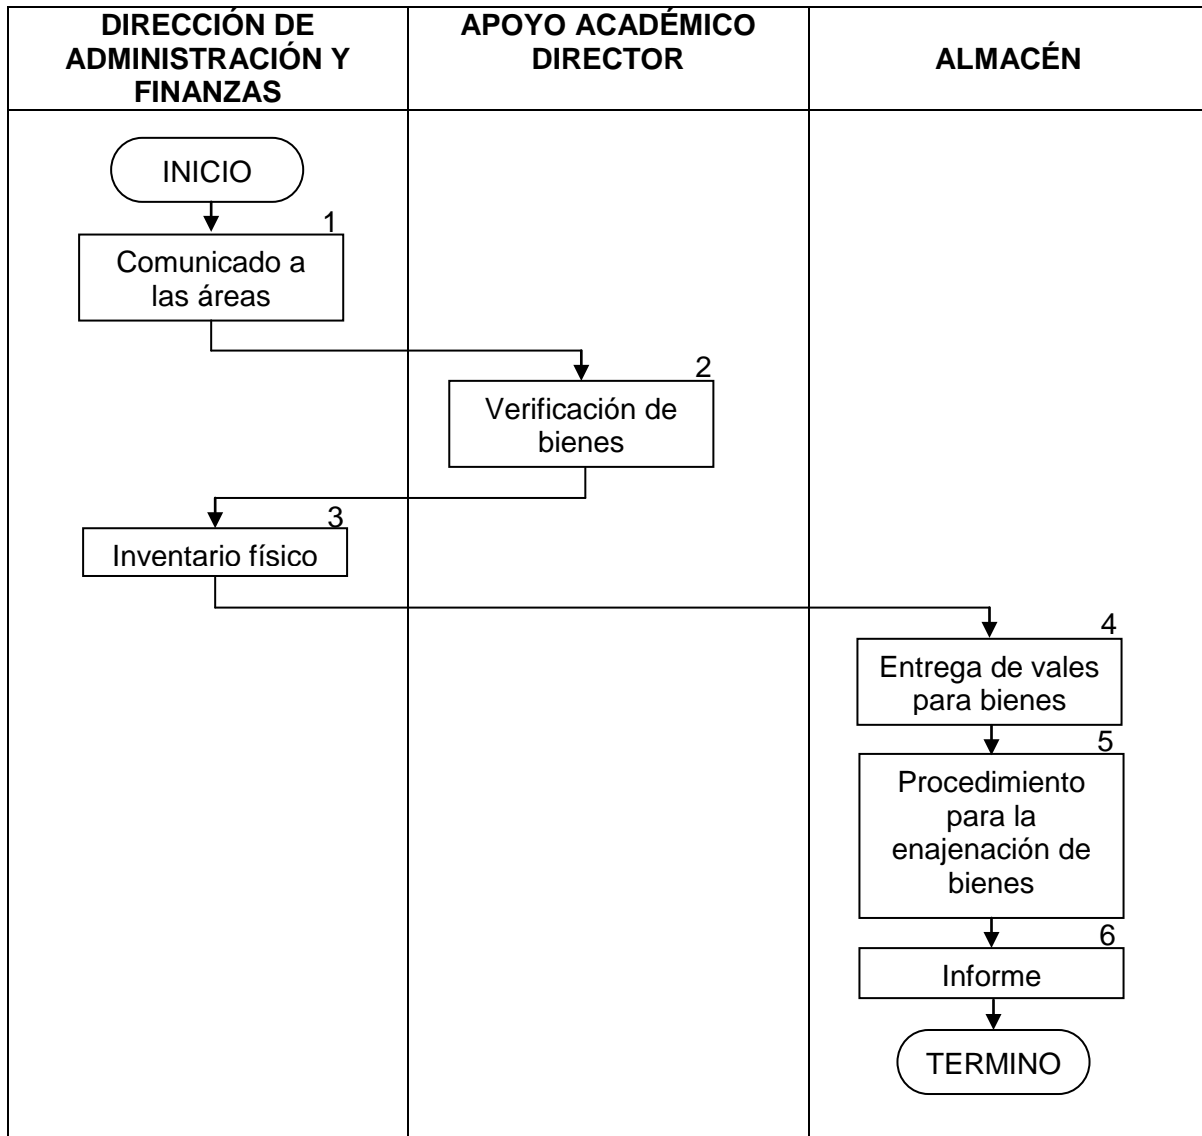 DIRECCIÓN DE
ADMINISTRACIÓN Y
FINANZAS
APOYO ACADÉMICO
DIRECTOR
ALMACÉN
INICIO
1
Comunicado a
las áreas
2
Verificación de
bienes
3
Inventario físico
4
Entrega de vales
para bienes
5
Procedimiento
para la
enajenación de
bienes
6
Informe
TERMINO